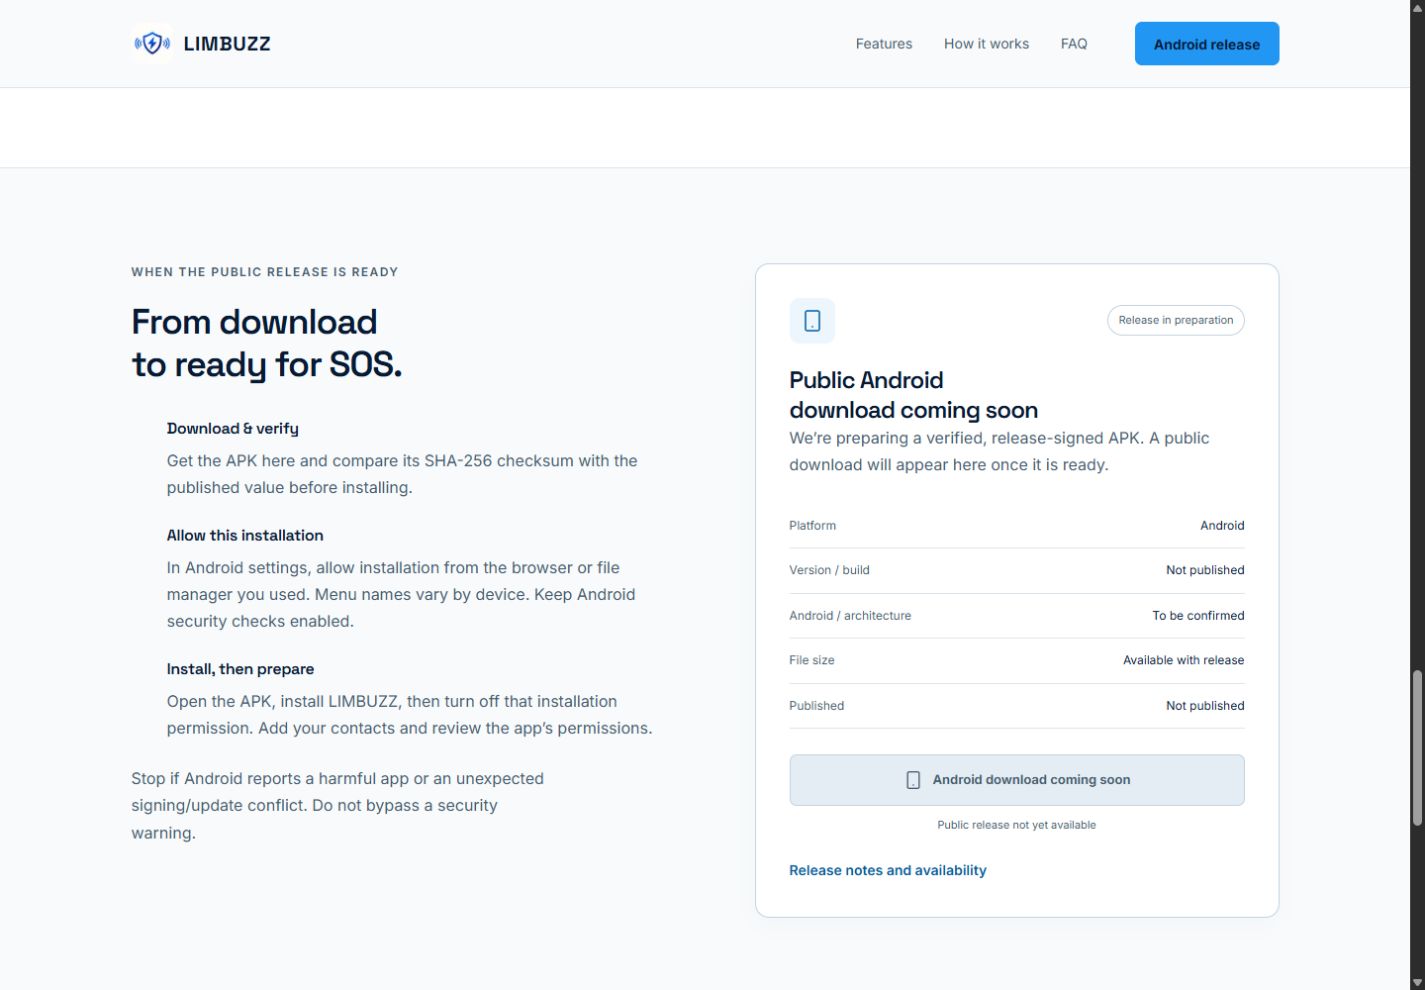 LIMBUZZ
Features
How it works
FAQ
Android release
WHEN THE PUBLIC RELEASE IS READY
From download
to ready for SOS.
Download & verify
Get the APK here and compare its SHA-256 checksum with the
published value before installing.
Allow this installation
In Android settings, allow installation from the browser or file
manager you used. Menu names vary by device. Keep Android
security checks enabled.
Install, then prepare
Open the APK, install LIMBUZZ, then turn off that installation
permission. Add your contacts and review the app’s permissions.
Stop if Android reports a harmful app or an unexpected
signing/update conflict. Do not bypass a security
warning.
Release in preparation
Public Android
download coming soon
We’re preparing a verified, release-signed APK. A public
download will appear here once it is ready.
Platform Android
Version / build Not published
Android / architecture To be confirmed
File size Available with release
Published Not published
Android download coming soon
Public release not yet available
Release notes and availability